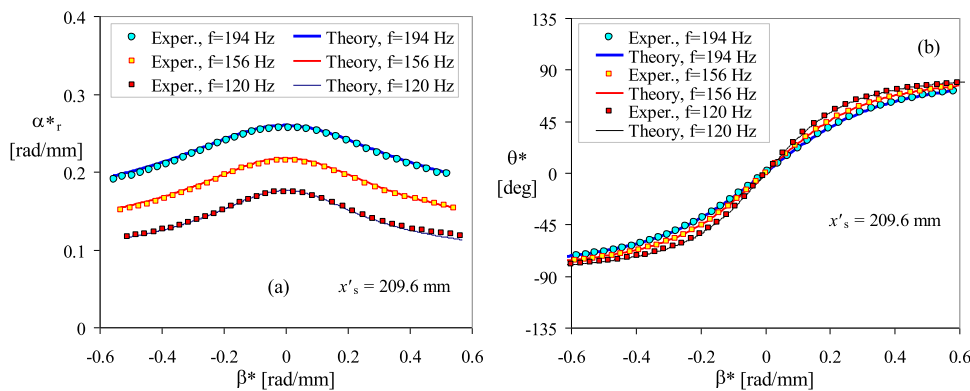 0.4
0.3
0.2
0.1
0
α*r
[rad/mm]
Exper., f=194 Hz
Theory, f=194 Hz
Exper., f=156 Hz
Theory, f=156 Hz
Exper., f=120 Hz
Theory, f=120 Hz
(a)
x′s = 209.6 mm
-0.6 -0.4 -0.2 0 0.2 0.4 0.6
β* [rad/mm]
135
90
45
0
-45
-90
-135
θ*
[deg]
Exper., f=194 Hz
Theory, f=194 Hz
Exper., f=156 Hz
Theory, f=156 Hz
Exper., f=120 Hz
Theory, f=120 Hz
(b)
x′s = 209.6 mm
-0.6 -0.4 -0.2 0 0.2 0.4 0.6
β* [rad/mm]